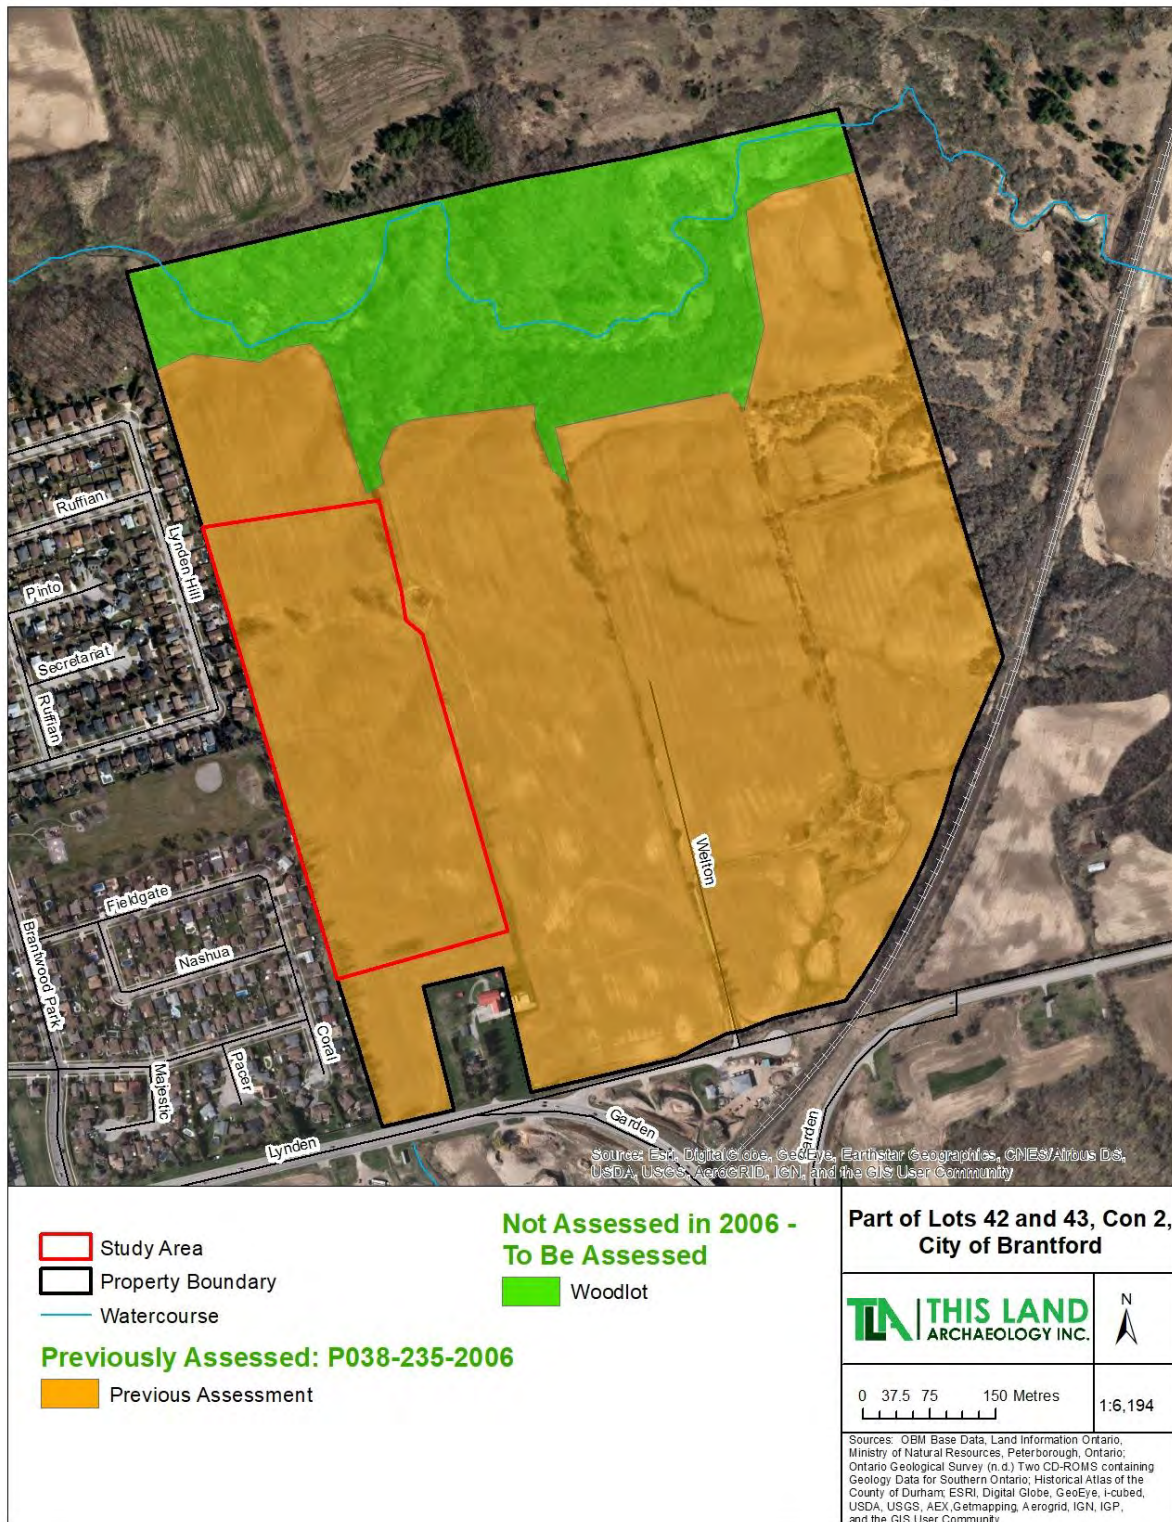 Ruffian
Lynden Hill
Pinto
Secretariat
Ruffian
Welton
Fieldgate
Nashua
Brantwood Park
Coral
Pacer
Majestic
Lynden
Garden
Garden
Source: Esri, DigitalGlobe, GeoEye, Earthstar Geographics, CNES/Airbus DS,
USDA, USGS, AeroGRID, IGN, and the GIS User Community
Study Area
Property Boundary
Watercourse
Previously Assessed: P038-235-2006
Previous Assessment
Not Assessed in 2006 -
To Be Assessed
Woodlot
Part of Lots 42 and 43, Con 2,
City of Brantford
TLA THIS LAND
ARCHAEOLOGY INC.
N
0 37.5 75 150 Metres
1:6,194
Sources: OBM Base Data, Land Information Ontario,
Ministry of Natural Resources, Peterborough, Ontario;
Ontario Geological Survey (n.d.) Two CD-ROMS containing
Geology Data for Southern Ontario; Historical Atlas of the
County of Durham; ESRI, Digital Globe, GeoEye, i-cubed,
USDA, USGS, AEX,Getmapping, Aerogrid, IGN, IGP,
and the GIS User Community